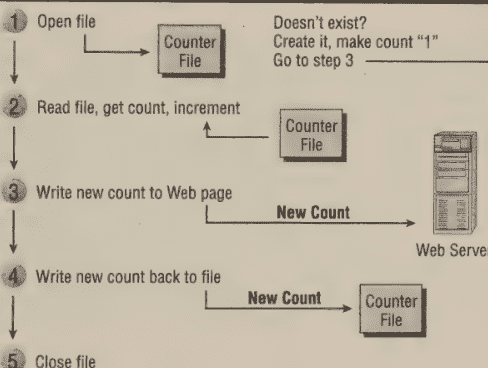 1 Open file
Counter
File
Doesn't exist?
Create it, make count "1"
Go to step 3
2 Read file, get count, increment
Counter
File
3 Write new count to Web page
New Count
Web Serve
4 Write new count back to file
New Count
Counter
File
5 Close file